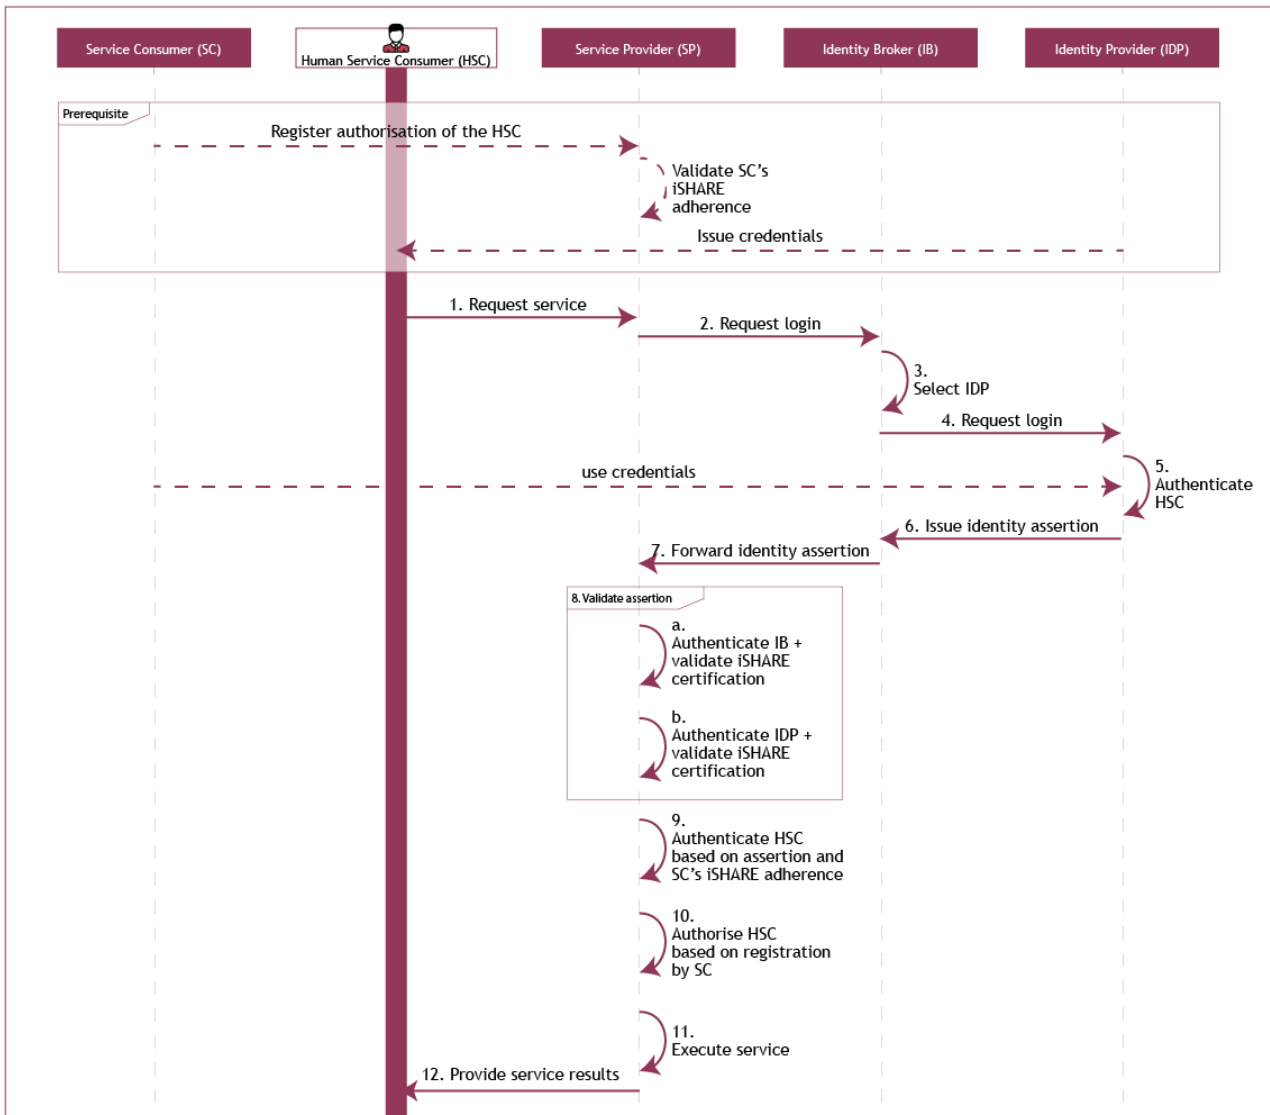 Service Consumer (SC)
Human Service Consumer (HSC)
Service Provider (SP)
Identity Broker (IB)
Identity Provider (IDP)
Prerequisite
Register authorisation of the HSC
Validate SC's
iSHARE
adherence
Issue credentials
1. Request service
2. Request login
3.
Select IDP
4. Request login
use credentials
5.
Authenticate
HSC
6. Issue identity assertion
7. Forward identity assertion
8. Validate assertion
a.
Authenticate IB +
validate iSHARE
certification
b.
Authenticate IDP +
validate iSHARE
certification
9.
Authenticate HSC
based on assertion and
SC's iSHARE adherence
10.
Authorise HSC
based on registration
by SC
11.
Execute service
12. Provide service results